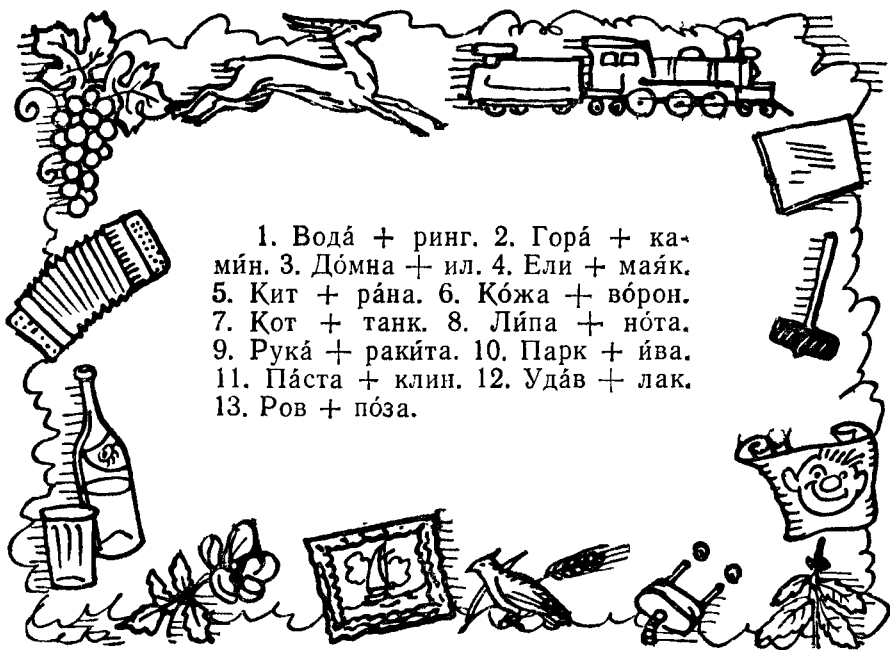 1. Вода́ + ринг. 2. Гора́ + ка-
ми́н. 3. До́мна + ил. 4. Ели + мая́к.
5. Кит + ра́на. 6. Ко́жа + во́рон.
7. Кот + танк. 8. Ли́па + но́та.
9. Рука́ + раки́та. 10. Парк + и́ва.
11. Па́ста + клин. 12. Уда́в + лак.
13. Ров + по́за.